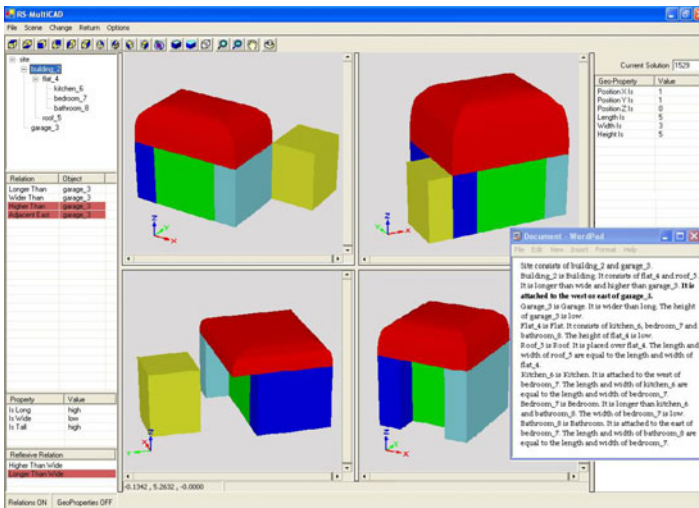 RS-MultiCAD
File Scene Change Return Options
site
building_2
flat_4
kitchen_6
bedroom_7
bathroom_8
roof_5
garage_3
Relation Object
Longer Than garage_3
Wider Than garage_3
Higher Than garage_3
Adjacent East garage_3
Property Value
Is Long high
Is Wide low
Is Tall high
Reflexive Relation
Higher Than Wide
Longer Than Wide
Relations ON GeoProperties OFF
-0.1342 , 5.2632 , -0.0000
Z
Y
X
Current Solution 1529
Geo-Property Value
Position X Is 1
Position Y Is 1
Position Z Is 0
Length Is 5
Width Is 3
Height Is 5
Document - WordPad
File Edit View Insert Format Help
Site consists of building_2 and garage_3.
Building_2 is Building. It consists of flat_4 and roof_5.
It is longer than wide and higher than garage_3. It is
attached to the west or east of garage_3.
Garage_3 is Garage. It is wider than long. The height
of garage_3 is low.
Flat_4 is Flat. It consists of kitchen_6, bedroom_7 and
bathroom_8. The height of flat_4 is low.
Roof_5 is Roof. It is placed over flat_4. The length and
width of roof_5 are equal to the length and width of
flat_4.
Kitchen_6 is Kitchen. It is attached to the west of
bedroom_7. The length and width of kitchen_6 are
equal to the length and width of bedroom_7.
Bedroom_7 is Bedroom. It is longer than kitchen_6
and bathroom_8. The width of bedroom_7 is low.
Bathroom_8 is Bathroom. It is attached to the east of
bedroom_7. The length and width of bathroom_8 are
equal to the length and width of bedroom_7.